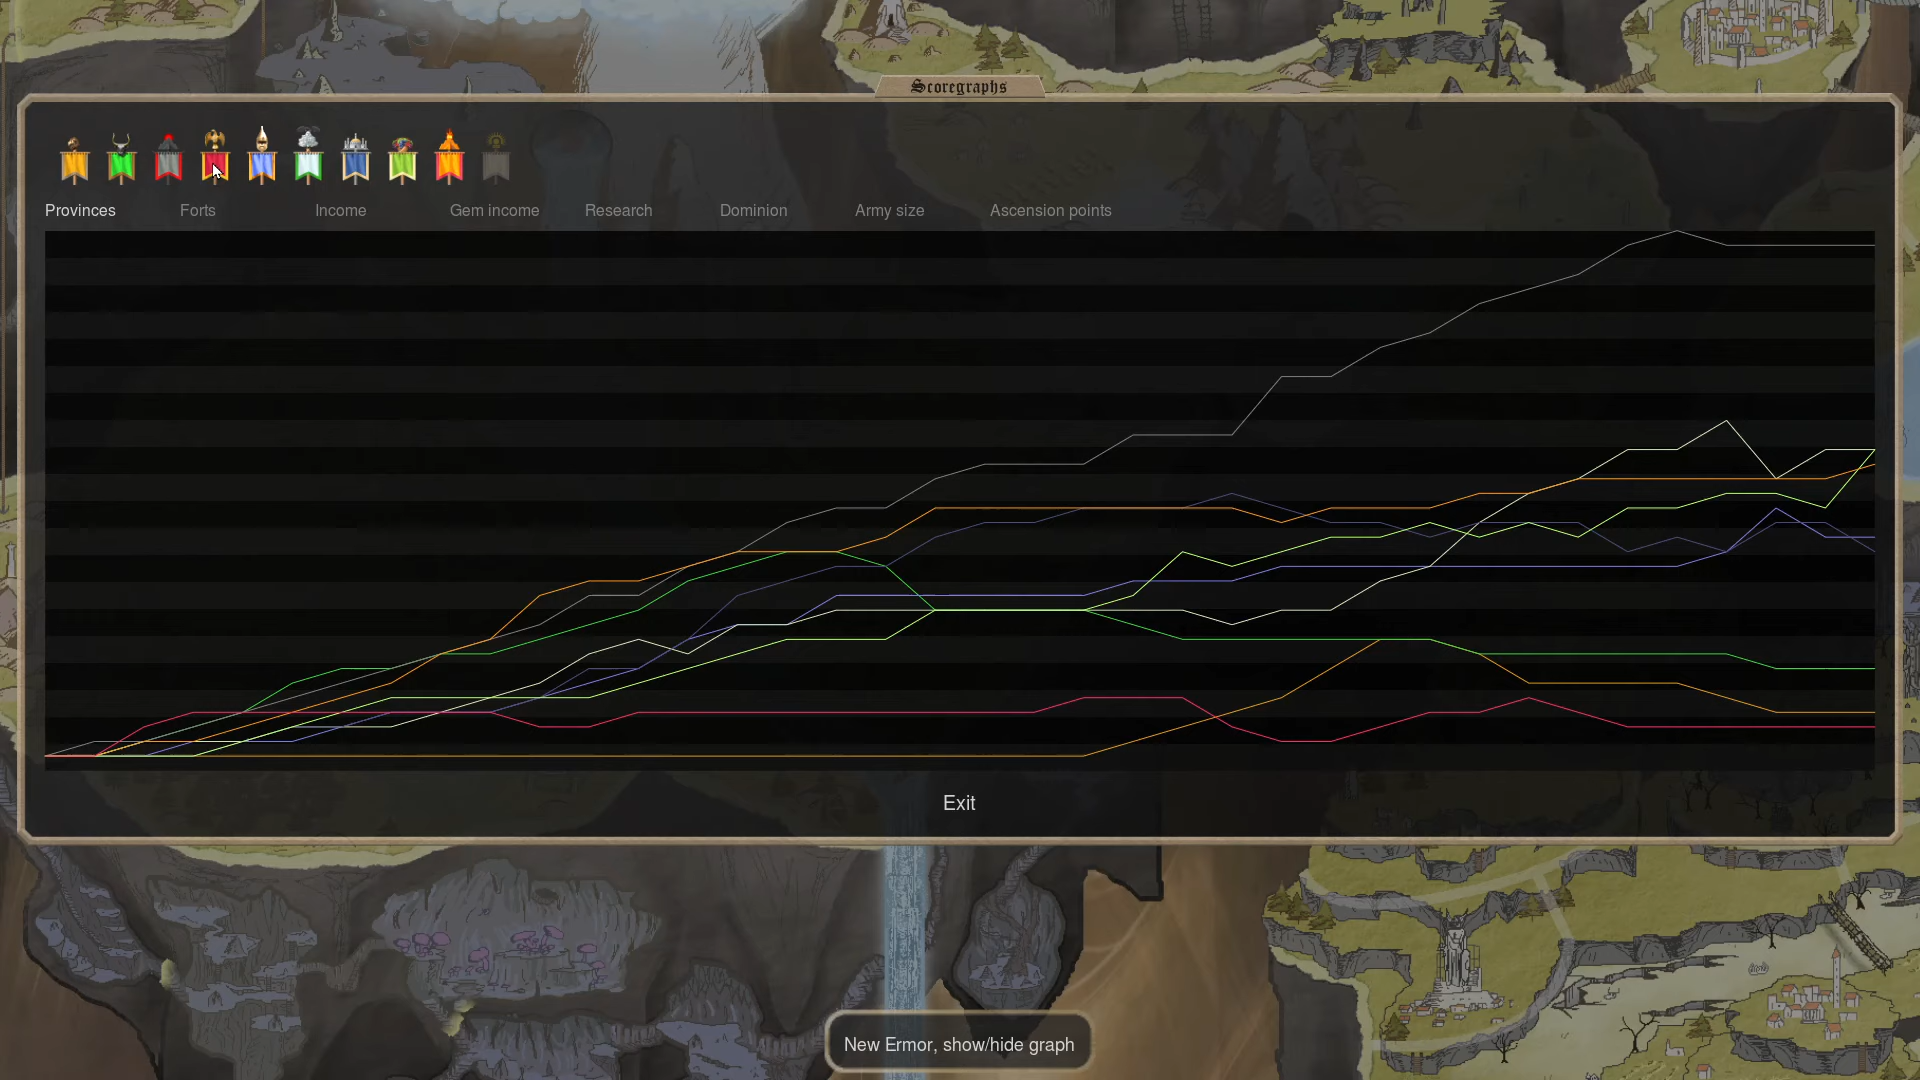 Scoregraphs
Provinces Forts Income Gem income Research Dominion Army size Ascension points
Exit
New Ermor, show/hide graph